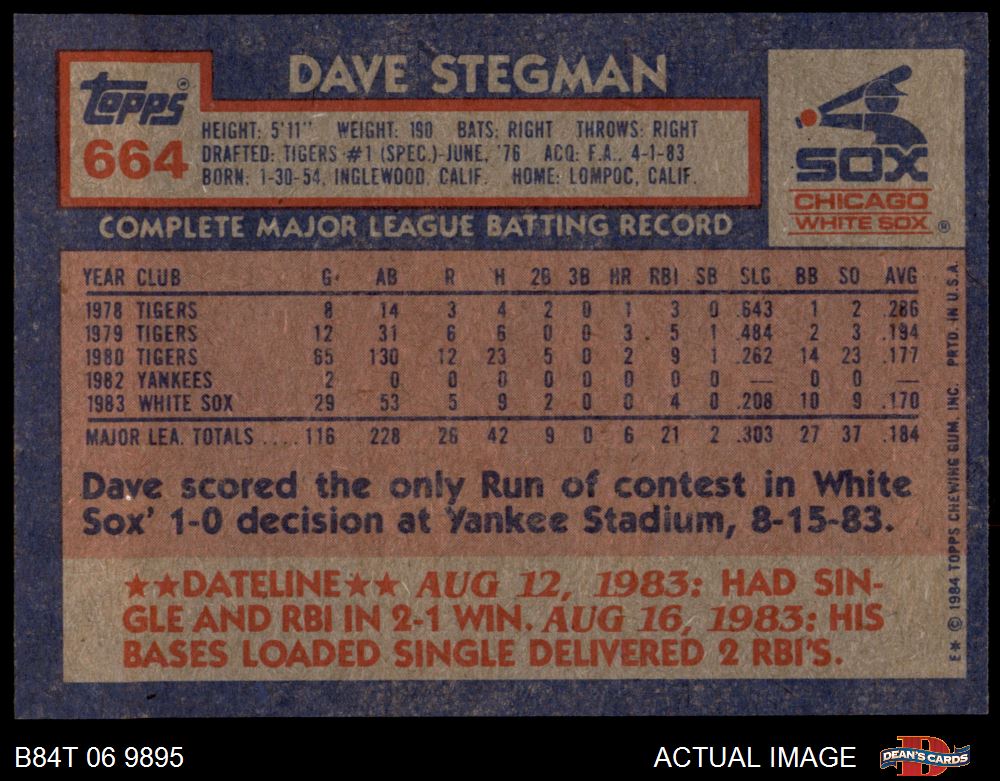 DAVE STEGMAN
Topps®
664
HEIGHT: 5'11" WEIGHT: 190 BATS: RIGHT THROWS: RIGHT
DRAFTED: TIGERS #1 (SPEC.)-JUNE, '76 ACQ: F.A., 4-1-83
BORN: 1-30-54, INGLEWOOD, CALIF. HOME: LOMPOC, CALIF.
SOX
CHICAGO
WHITE SOX ®
COMPLETE MAJOR LEAGUE BATTING RECORD
YEAR CLUB G AB R H 2B 3B HR RBI SB SLG BB SO AVG
1978 TIGERS 8 14 3 4 2 0 1 3 0 .643 1 2 .286
1979 TIGERS 12 31 6 6 0 0 3 5 1 .484 2 3 .194
1980 TIGERS 65 130 12 23 5 0 2 9 1 .262 14 23 .177
1982 YANKEES 2 0 0 0 0 0 0 0 0 — 0 0 —
1983 WHITE SOX 29 53 5 9 2 0 0 4 0 .208 10 9 .170
MAJOR LEA. TOTALS ..... 116 228 26 42 9 0 6 21 2 .303 27 37 .184
Dave scored the only Run of contest in White
Sox' 1-0 decision at Yankee Stadium, 8-15-83.
★★DATELINE★★ AUG 12, 1983: HAD SIN-
GLE AND RBI IN 2-1 WIN. AUG 16, 1983: HIS
BASES LOADED SINGLE DELIVERED 2 RBI'S.
E* © 1984 TOPPS CHEWING GUM, INC. PRTD. IN U.S.A.
B84T 06 9895 ACTUAL IMAGE
DEAN'S CARDS